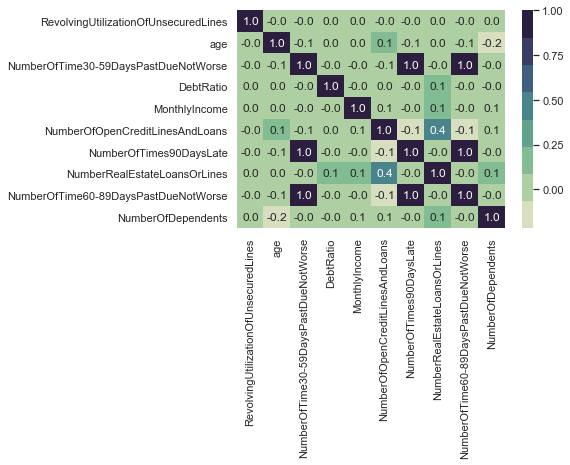 RevolvingUtilizationOfUnsecuredLines 1.0 -0.0 -0.0 0.0 0.0 -0.0 -0.0 0.0 -0.0 0.0 1.00
age -0.0 1.0 -0.1 0.0 0.0 0.1 -0.1 0.0 -0.1 -0.2
NumberOfTime30-59DaysPastDueNotWorse -0.0 -0.1 1.0 -0.0 -0.0 -0.1 1.0 -0.0 1.0 -0.0 0.75
DebtRatio 0.0 0.0 -0.0 1.0 -0.0 0.0 -0.0 0.1 -0.0 -0.0
MonthlyIncome 0.0 0.0 -0.0 -0.0 1.0 0.1 -0.0 0.1 -0.0 0.1 0.50
NumberOfOpenCreditLinesAndLoans -0.0 0.1 -0.1 0.0 0.1 1.0 -0.1 0.4 -0.1 0.1
NumberOfTimes90DaysLate -0.0 -0.1 1.0 -0.0 -0.0 -0.1 1.0 -0.0 1.0 -0.0 0.25
NumberRealEstateLoansOrLines 0.0 0.0 -0.0 0.1 0.1 0.4 -0.0 1.0 -0.0 0.1
NumberOfTime60-89DaysPastDueNotWorse -0.0 -0.1 1.0 -0.0 -0.0 -0.1 1.0 -0.0 1.0 -0.0 0.00
NumberOfDependents 0.0 -0.2 -0.0 -0.0 0.1 0.1 -0.0 0.1 -0.0 1.0
RevolvingUtilizationOfUnsecuredLines
age
NumberOfTime30-59DaysPastDueNotWorse
DebtRatio
MonthlyIncome
NumberOfOpenCreditLinesAndLoans
NumberOfTimes90DaysLate
NumberRealEstateLoansOrLines
NumberOfTime60-89DaysPastDueNotWorse
NumberOfDependents